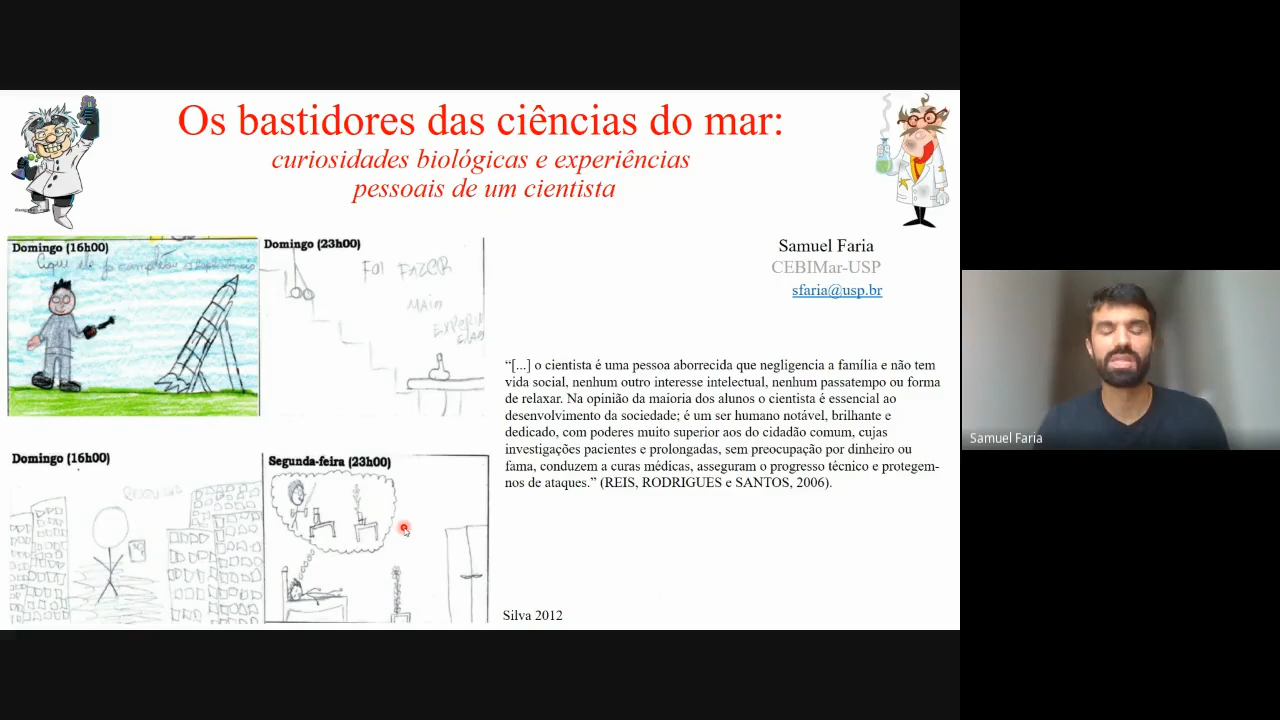 Os bastidores das ciências do mar:
curiosidades biológicas e experiências
pessoais de um cientista
Domingo (16h00)
Aqui ele já completou a experiência
Domingo (23h00)
FOI FAZER
MAIS
Samuel Faria
CEBIMar-USP
sfaria@usp.br
“[...] o cientista é uma pessoa aborrecida que negligencia a família e não tem
vida social, nenhum outro interesse intelectual, nenhum passatempo ou forma
de relaxar. Na opinião da maioria dos alunos o cientista é essencial ao
desenvolvimento da sociedade; é um ser humano notável, brilhante e
dedicado, com poderes muito superior aos do cidadão comum, cujas
investigações pacientes e prolongadas, sem preocupação por dinheiro ou
fama, conduzem a curas médicas, asseguram o progresso técnico e protegem-
nos de ataques.” (REIS, RODRIGUES e SANTOS, 2006).
Domingo (16h00)
Segunda-feira (23h00)
Silva 2012
Samuel Faria